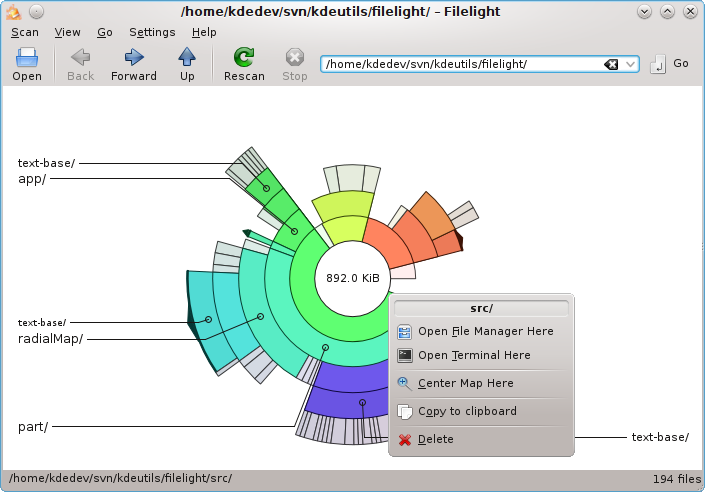 /home/kdedev/svn/kdeutils/filelight/ – Filelight
Scan View Go Settings Help
Open Back Forward Up Rescan Stop /home/kdedev/svn/kdeutils/filelight/ Go
text-base/
app/
892.0 KiB
text-base/
radialMap/
part/
text-base/
src/
Open File Manager Here
Open Terminal Here
Center Map Here
Copy to clipboard
Delete
/home/kdedev/svn/kdeutils/filelight/src/ 194 files